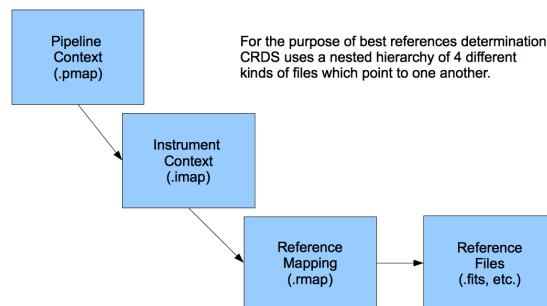 Pipeline
Context
(.pmap)
For the purpose of best references determination
CRDS uses a nested hierarchy of 4 different
kinds of files which point to one another.
Instrument
Context
(.imap)
Reference
Mapping
(.rmap)
Reference
Files
(.fits, etc.)